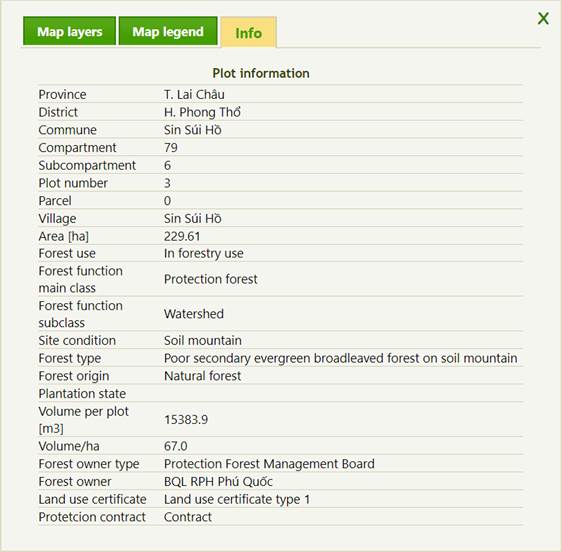 Map layers Map legend Info X
Plot information
Province T. Lai Châu
District H. Phong Thổ
Commune Sin Súi Hồ
Compartment 79
Subcompartment 6
Plot number 3
Parcel 0
Village Sin Súi Hồ
Area [ha] 229.61
Forest use In forestry use
Forest function
main class Protection forest
Forest function
subclass Watershed
Site condition Soil mountain
Forest type Poor secondary evergreen broadleaved forest on soil mountain
Forest origin Natural forest
Plantation state
Volume per plot
[m3] 15383.9
Volume/ha 67.0
Forest owner type Protection Forest Management Board
Forest owner BQL RPH Phú Quốc
Land use certificate Land use certificate type 1
Protetcion contract Contract